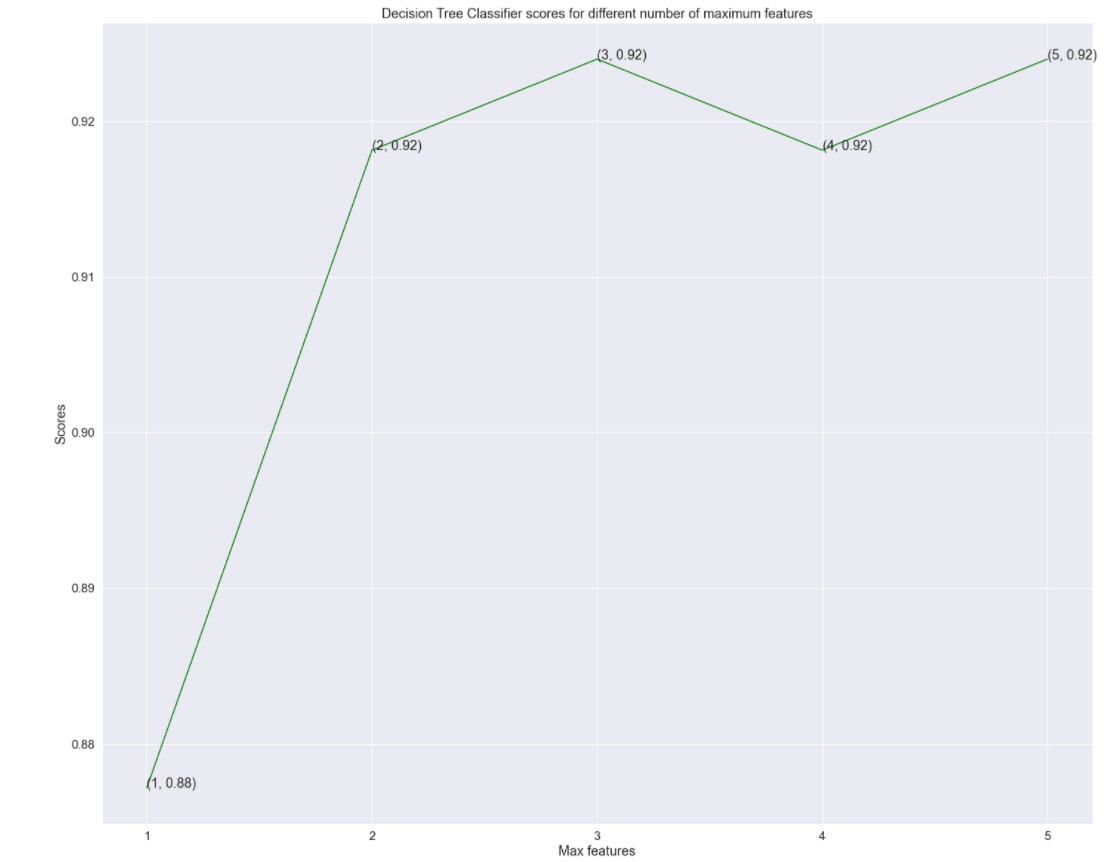 Decision Tree Classifier scores for different number of maximum features
(3, 0.92)
(5, 0.92)
0.92
(2, 0.92)
(4, 0.92)
0.91
Scores
0.90
0.89
0.88
(1, 0.88)
1 2 3 4 5
Max features